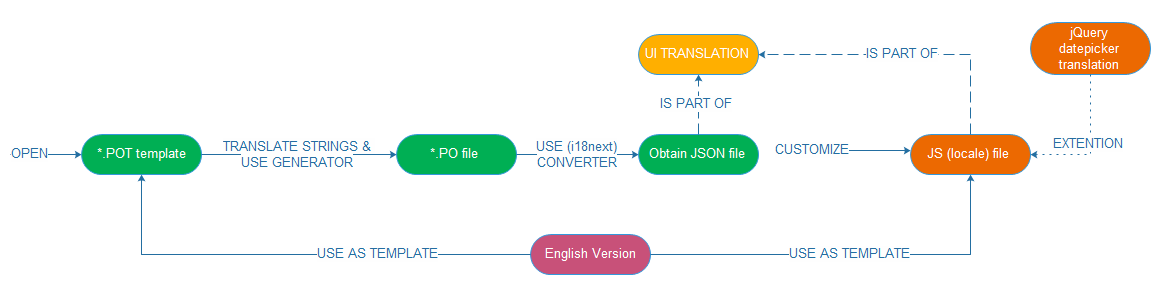 jQuery
datepicker
translation
UI TRANSLATION
IS PART OF
IS PART OF
OPEN
*.POT template
TRANSLATE STRINGS &
USE GENERATOR
*.PO file
USE (i18next)
CONVERTER
Obtain JSON file
CUSTOMIZE
JS (locale) file
EXTENTION
USE AS TEMPLATE
English Version
USE AS TEMPLATE